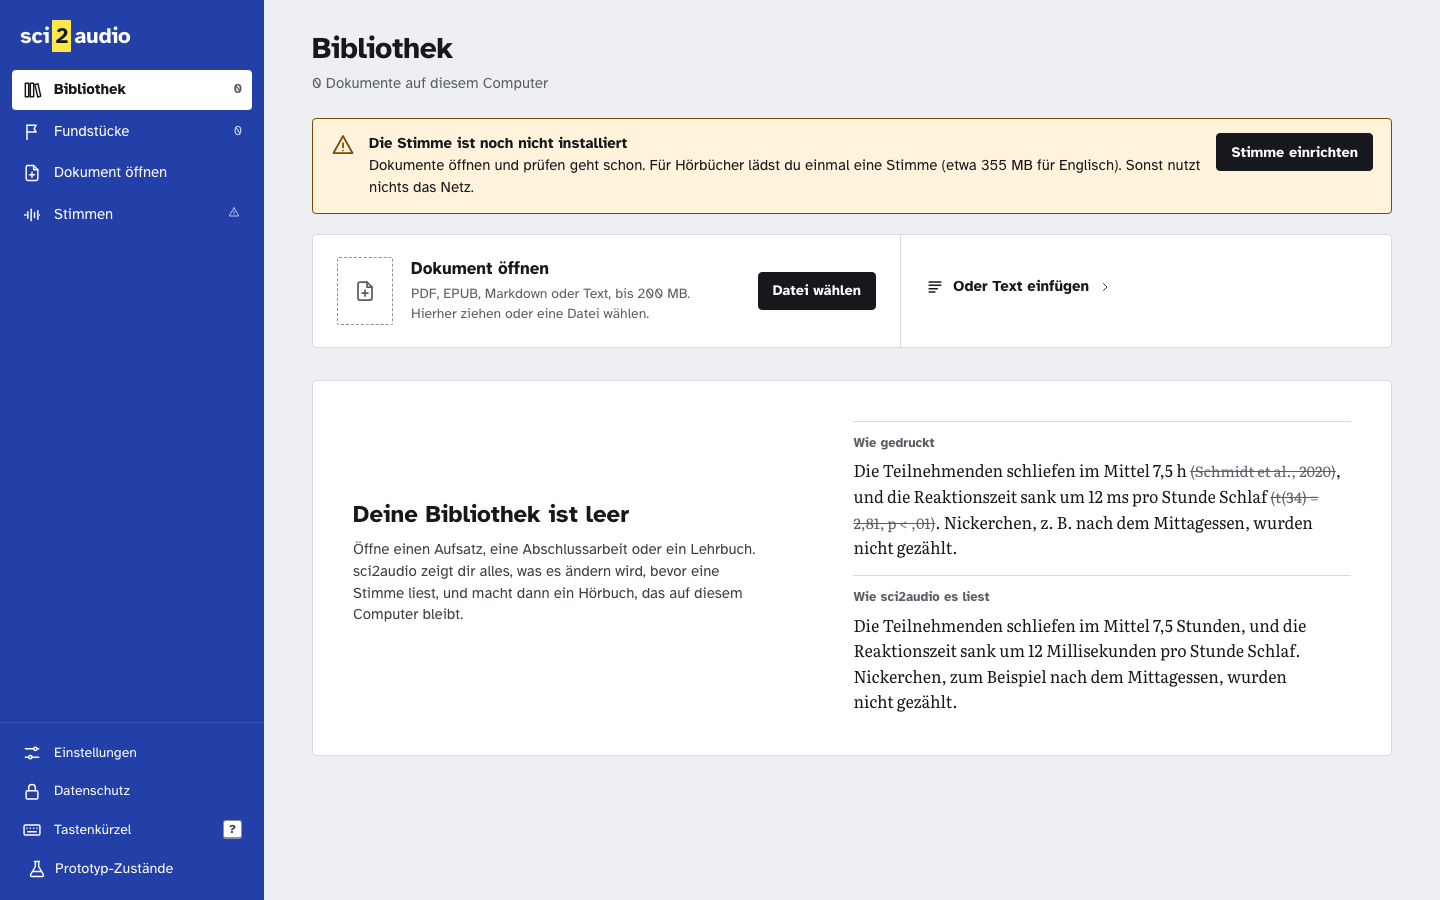 sci2audio
Bibliothek 0
Fundstücke 0
Dokument öffnen
Stimmen
Einstellungen
Datenschutz
Tastenkürzel ?
Prototyp-Zustände
Bibliothek
0 Dokumente auf diesem Computer
Die Stimme ist noch nicht installiert
Dokumente öffnen und prüfen geht schon. Für Hörbücher lädst du einmal eine Stimme (etwa 355 MB für Englisch). Sonst nutzt
nichts das Netz.
Stimme einrichten
Dokument öffnen
PDF, EPUB, Markdown oder Text, bis 200 MB.
Hierher ziehen oder eine Datei wählen.
Datei wählen
Oder Text einfügen
Deine Bibliothek ist leer
Öffne einen Aufsatz, eine Abschlussarbeit oder ein Lehrbuch.
sci2audio zeigt dir alles, was es ändern wird, bevor eine
Stimme liest, und macht dann ein Hörbuch, das auf diesem
Computer bleibt.
Wie gedruckt
Die Teilnehmenden schliefen im Mittel 7,5 h (Schmidt et al., 2020),
und die Reaktionszeit sank um 12 ms pro Stunde Schlaf (t(34) =
2,81, p < ,01). Nickerchen, z. B. nach dem Mittagessen, wurden
nicht gezählt.
Wie sci2audio es liest
Die Teilnehmenden schliefen im Mittel 7,5 Stunden, und die
Reaktionszeit sank um 12 Millisekunden pro Stunde Schlaf.
Nickerchen, zum Beispiel nach dem Mittagessen, wurden
nicht gezählt.